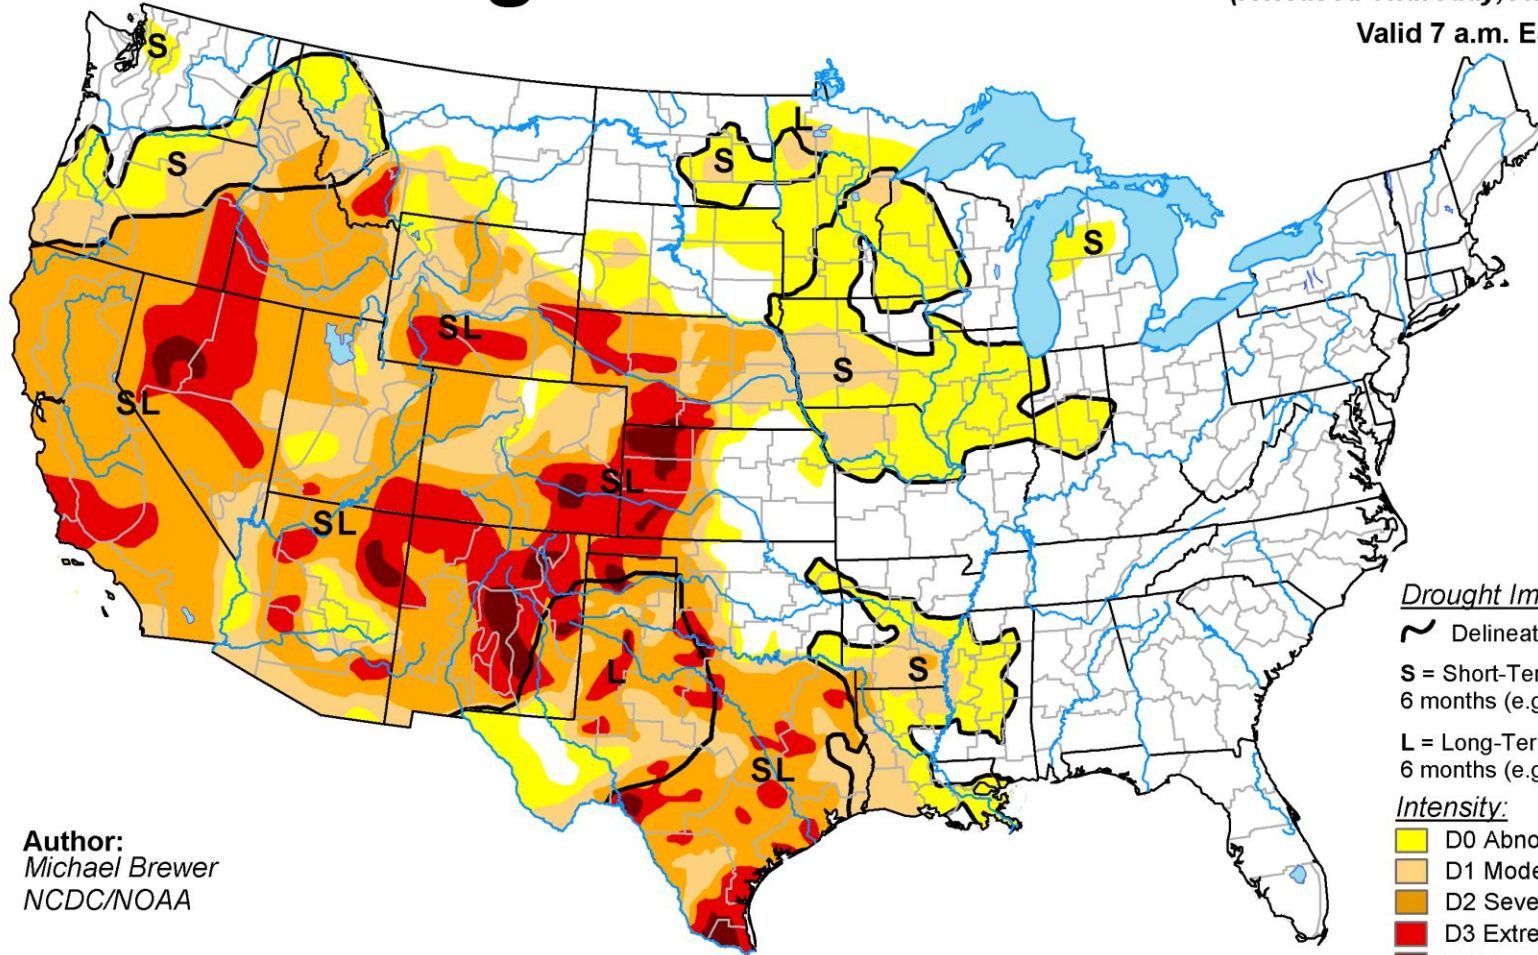 Valid 7 a.m. E
S
S
L
S
S
SL
S
SL
SL
SL
S
L
SL
Author:
Michael Brewer
NCDC/NOAA
Drought Im
Delineat
S = Short-Ter
6 months (e.g
L = Long-Ter
6 months (e.g
Intensity:
D0 Abno
D1 Mode
D2 Seve
D3 Extre